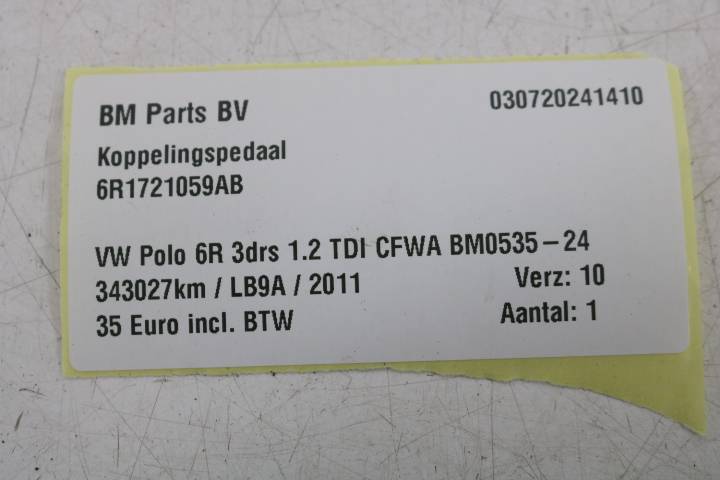 BM Parts BV 030720241410
Koppelingspedaal
6R1721059AB
VW Polo 6R 3drs 1.2 TDI CFWA BM0535-24
343027km / LB9A / 2011 Verz: 10
35 Euro incl. BTW Aantal: 1